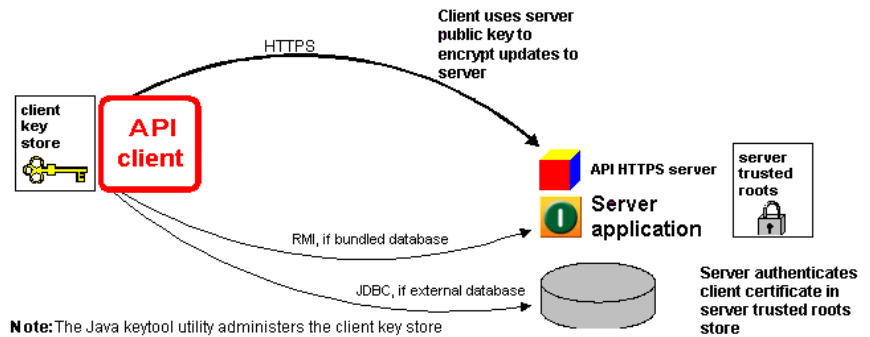 Client uses server
public key to
encrypt updates to
server
HTTPS
client
key
store
API
client
API HTTPS server
server
trusted
roots
Server
application
RMI, if bundled database
JDBC, if external database
Server authenticates
client certificate in
server trusted roots
store
Note: The Java keytool utility administers the client key store